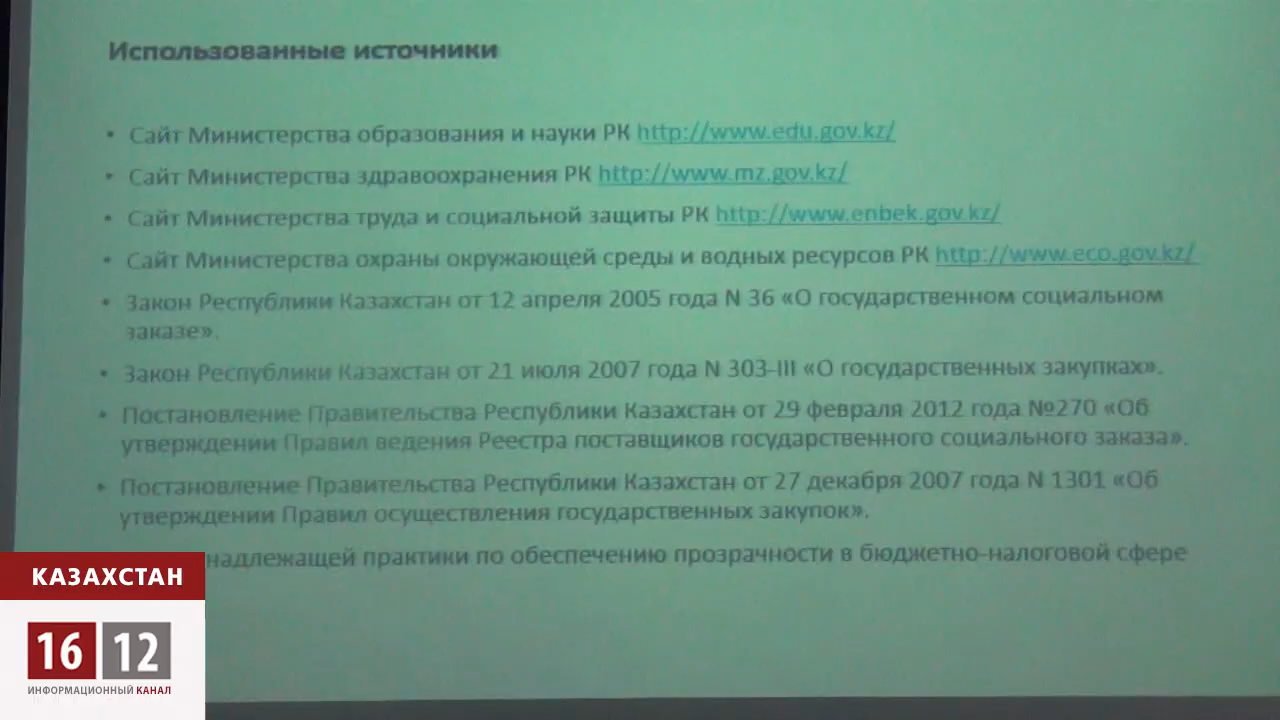 Использованные источники
• Сайт Министерства образования и науки РК http://www.edu.gov.kz/
• Сайт Министерства здравоохранения РК http://www.mz.gov.kz/
• Сайт Министерства труда и социальной защиты РК http://www.enbek.gov.kz/
• Сайт Министерства охраны окружающей среды и водных ресурсов РК http://www.eco.gov.kz/
• Закон Республики Казахстан от 12 апреля 2005 года N 36 «О государственном социальном
заказе».
• Закон Республики Казахстан от 21 июля 2007 года N 303-III «О государственных закупках».
• Постановление Правительства Республики Казахстан от 29 февраля 2012 года №270 «Об
утверждении Правил ведения Реестра поставщиков государственного социального заказа».
• Постановление Правительства Республики Казахстан от 27 декабря 2007 года N 1301 «Об
утверждении Правил осуществления государственных закупок».
надлежащей практики по обеспечению прозрачности в бюджетно-налоговой сфере
КАЗАХСТАН
16 12
ИНФОРМАЦИОННЫЙ КАНАЛ